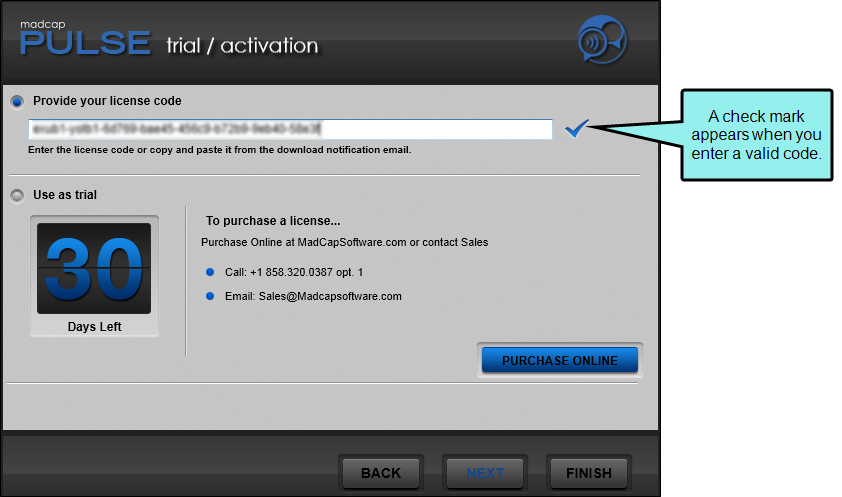 madcap
PULSE trial / activation
Provide your license code
Enter the license code or copy and paste it from the download notification email.
A check mark
appears when you
enter a valid code.
Use as trial
30
Days Left
To purchase a license...
Purchase Online at MadCapSoftware.com or contact Sales
Call: +1 858.320.0387 opt. 1
Email: Sales@Madcapsoftware.com
PURCHASE ONLINE
BACK
NEXT
FINISH